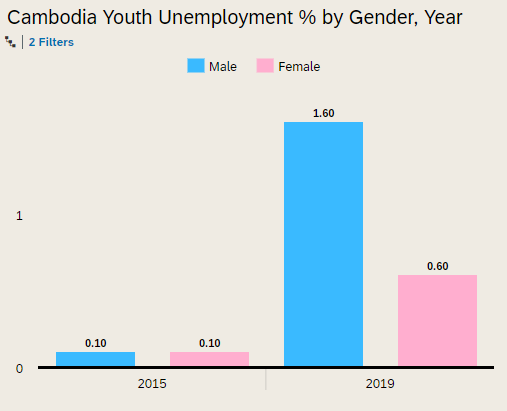 Cambodia Youth Unemployment % by Gender, Year
2 Filters
Male Female
1.60
1
0.60
0.10 0.10
0
2015 2019